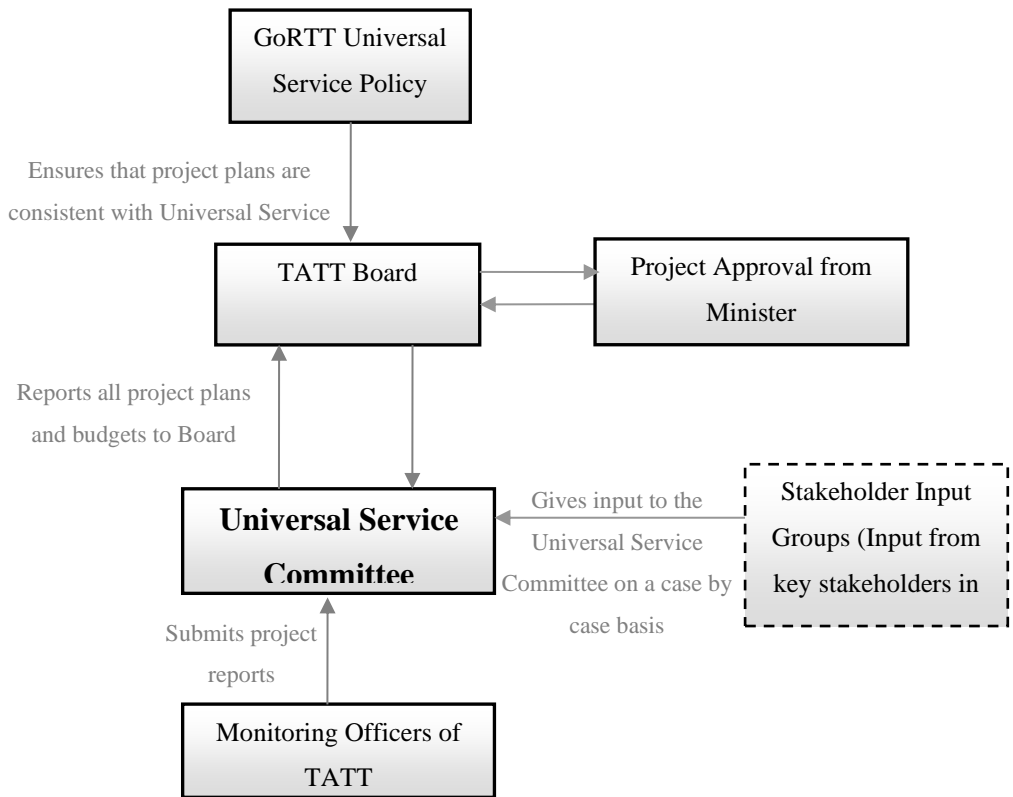 GoRTT Universal
Service Policy
Ensures that project plans are
consistent with Universal Service
TATT Board
Project Approval from
Minister
Reports all project plans
and budgets to Board
Universal Service
Committee
Gives input to the
Universal Service
Committee on a case by
case basis
Stakeholder Input
Groups (Input from
key stakeholders in
Submits project
reports
Monitoring Officers of
TATT